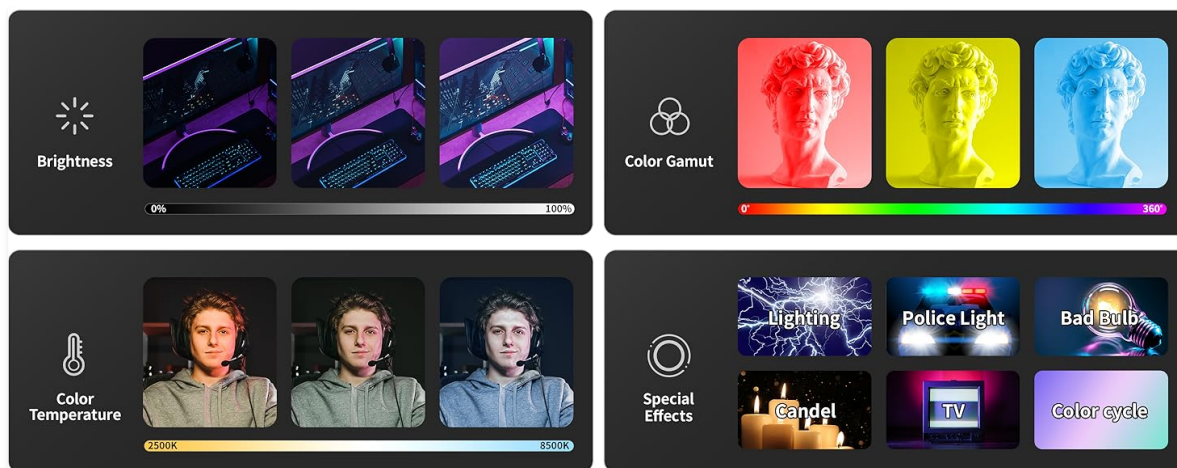 Brightness
0%
100%
Color Gamut
0°
360°
Color
Temperature
2500K
8500K
Special
Effects
Lighting
Police Light
Bad Bulb
Candel
TV
Color cycle